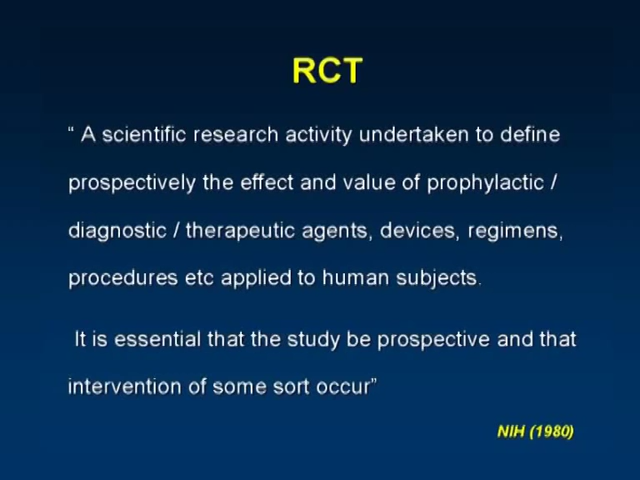 RCT
“ A scientific research activity undertaken to define
prospectively the effect and value of prophylactic /
diagnostic / therapeutic agents, devices, regimens,
procedures etc applied to human subjects.
It is essential that the study be prospective and that
intervention of some sort occur”
NIH (1980)